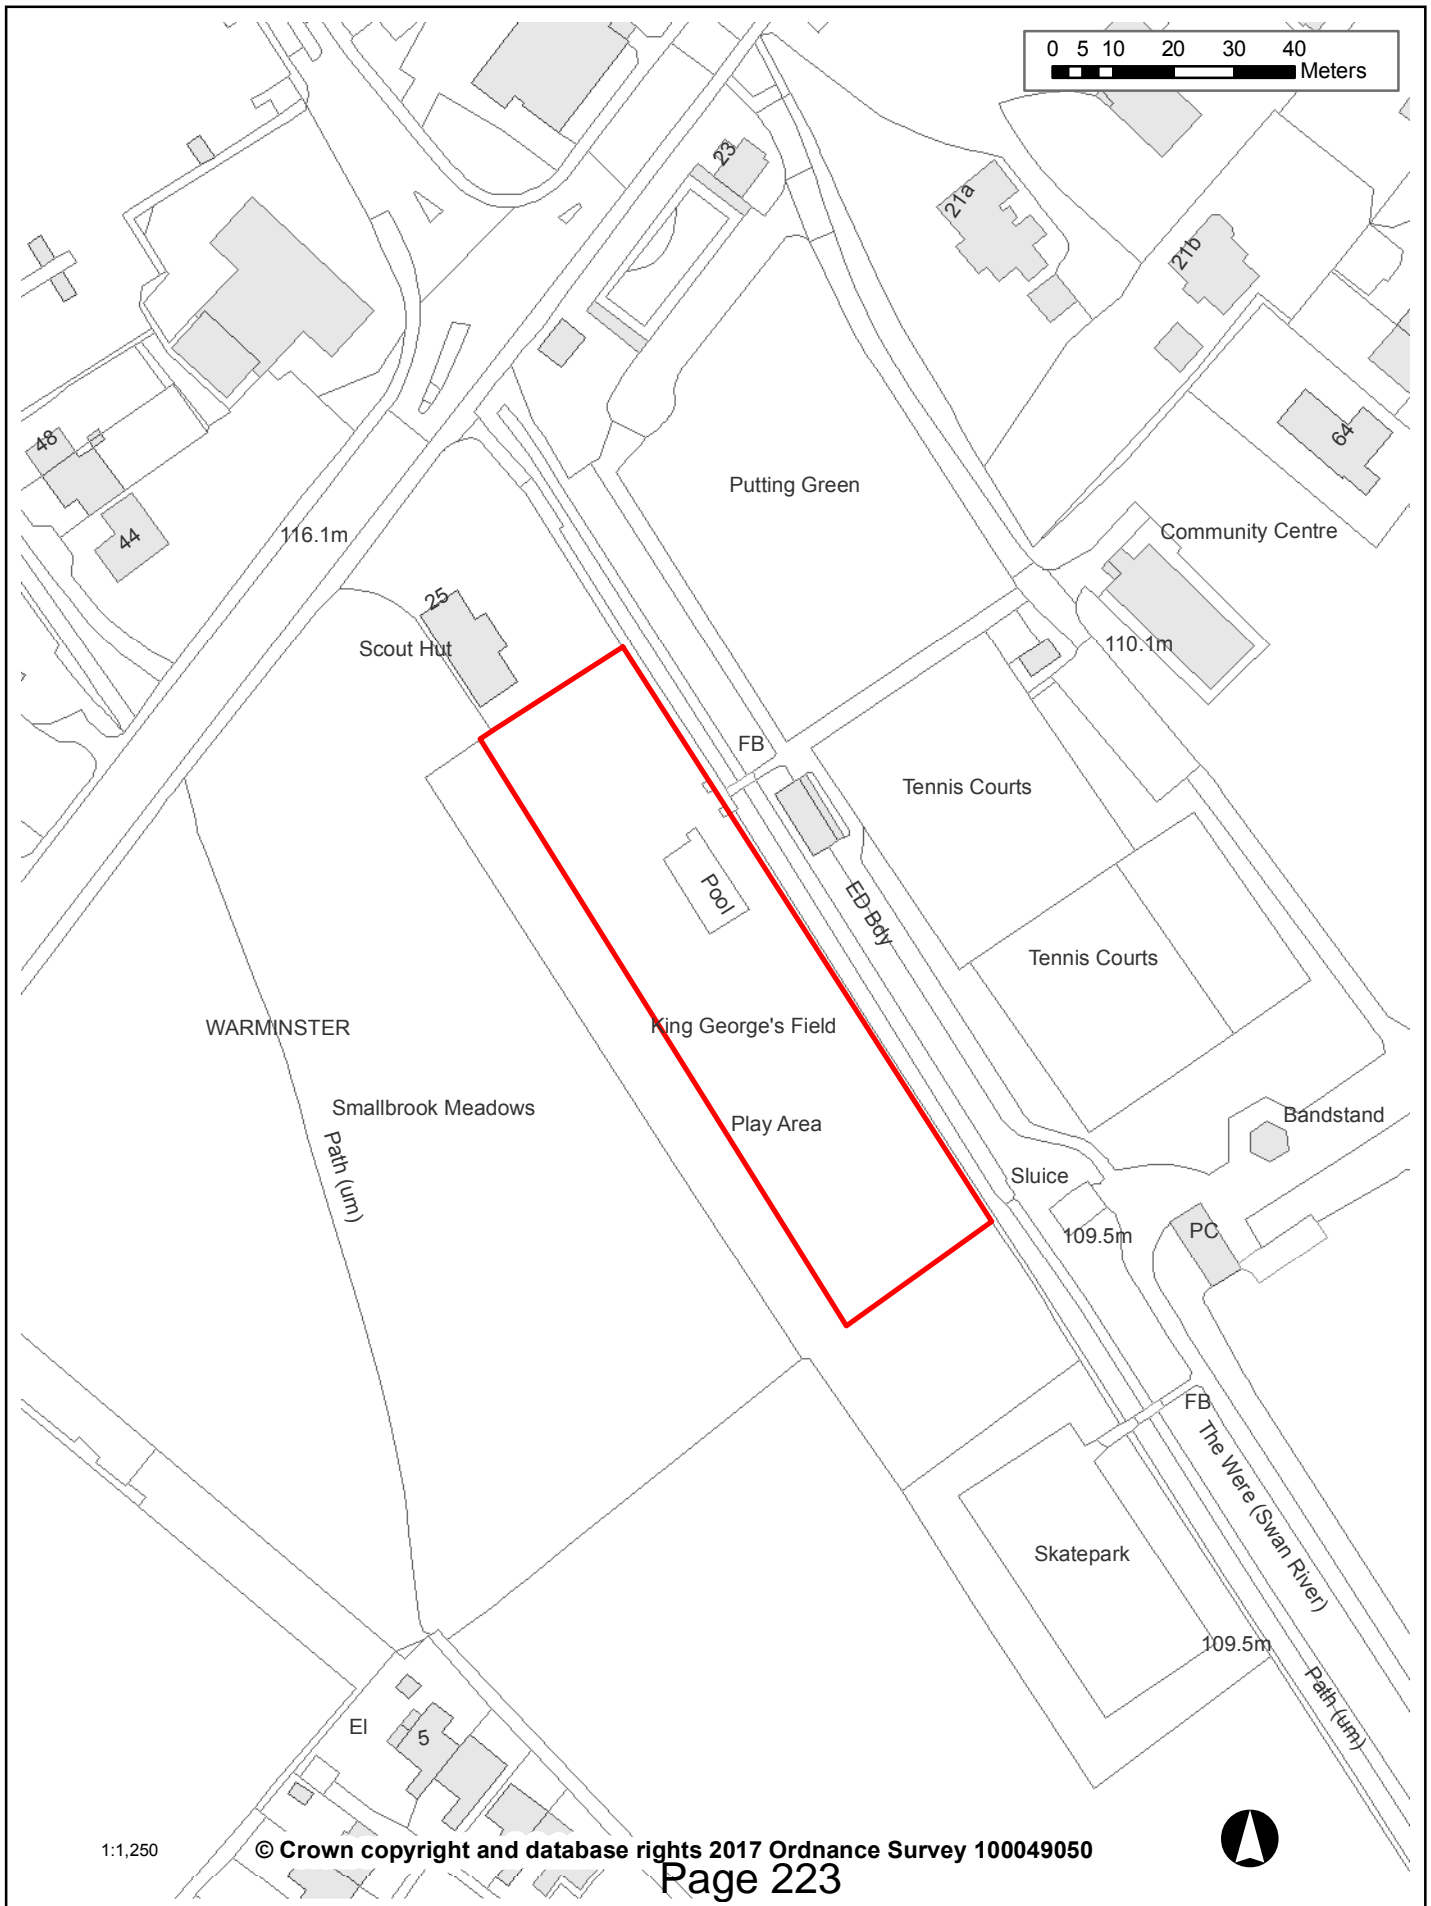 0 5 10 20 30 40
Meters
23
21a
21b
48
44
64
Putting Green
116.1m
Community Centre
25
Scout Hut
110.1m
FB
Tennis Courts
Pool
ED Bdy
Tennis Courts
WARMINSTER
King George's Field
Smallbrook Meadows
Play Area
Bandstand
Path (um)
Sluice
109.5m
PC
FB
The Were (Swan River)
Skatepark
109.5m
Path (um)
El
5
1:1,250
© Crown copyright and database rights 2017 Ordnance Survey 100049050
Page 223